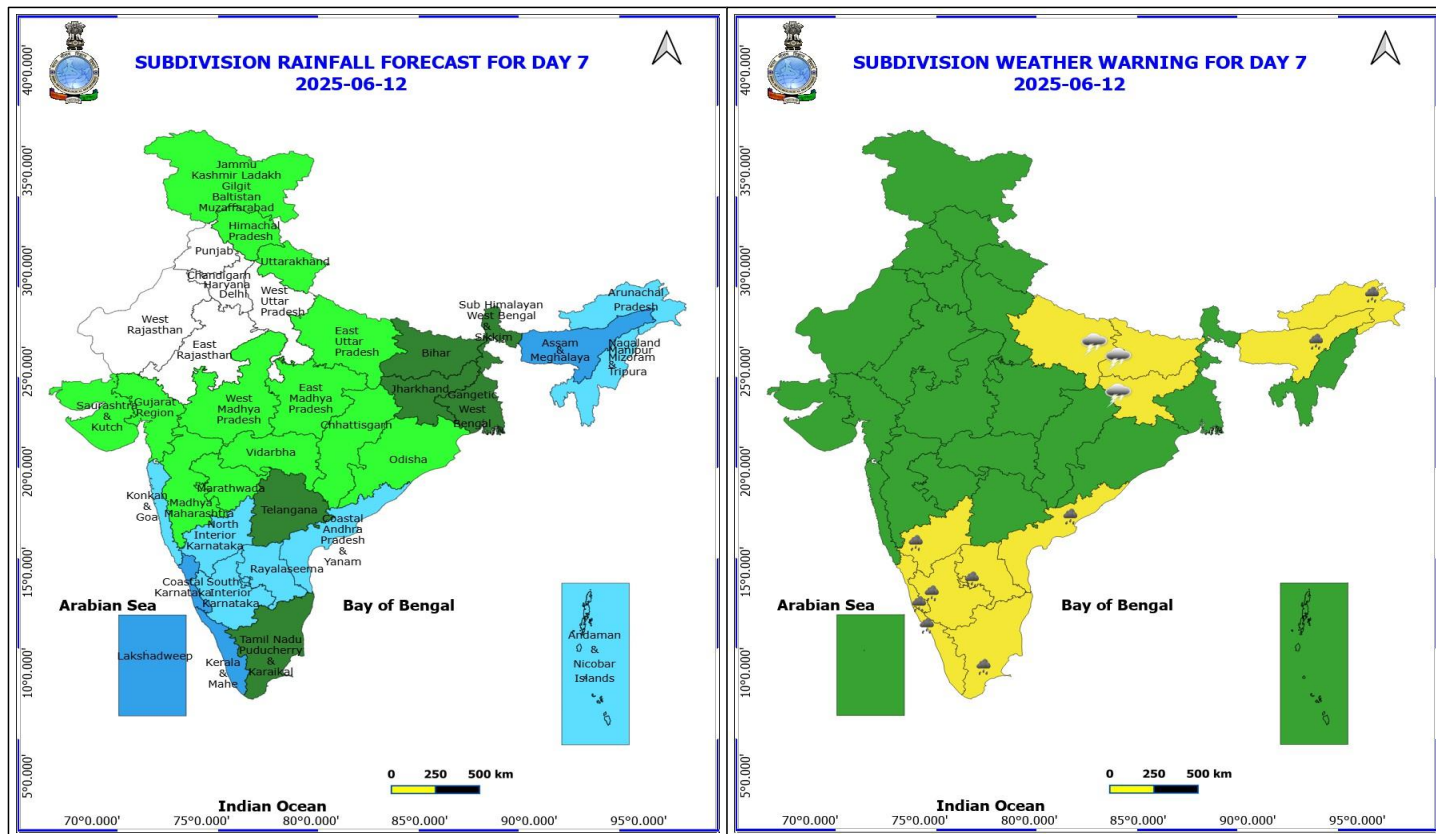 SUBDIVISION RAINFALL FORECAST FOR DAY 7
2025-06-12
40°0.000'
35°0.000'
30°0.000'
25°0.000'
20°0.000'
15°0.000'
10°0.000'
5°0.000'
Jammu
Kashmir Ladakh
Gilgit
Baltistan
Muzaffarabad
Himachal
Pradesh
Punjab
Uttarakhand
Chandigarh
Haryana
Delhi
West
Uttar
Pradesh
West
Rajasthan
East
Rajasthan
East
Uttar
Pradesh
Sub Himalayan
West Bengal
&
Sikkim
Arunachal
Pradesh
Assam
&
Meghalaya
Nagaland
Manipur
Mizoram
&
Tripura
Bihar
Jharkhand
Gangetic
West
Bengal
Saurashtra
&
Kutch
Gujarat
Region
West
Madhya
Pradesh
East
Madhya
Pradesh
Chhattisgarh
Vidarbha
Odisha
Konkan
&
Goa
Madhya
Maharashtra
Marathwada
Telangana
North
Interior
Karnataka
Coastal
Andhra
Pradesh
&
Yanam
Rayalaseema
Coastal
Karnataka
South
Interior
Karnataka
Arabian Sea
Bay of Bengal
Lakshadweep
Kerala
&
Mahe
Tamil Nadu
Puducherry
&
Karaikal
Andaman
&
Nicobar
Islands
0 250 500 km
Indian Ocean
70°0.000' 75°0.000' 80°0.000' 85°0.000' 90°0.000' 95°0.000'
SUBDIVISION WEATHER WARNING FOR DAY 7
2025-06-12
40°0.000'
35°0.000'
30°0.000'
25°0.000'
20°0.000'
15°0.000'
10°0.000'
5°0.000'
Arabian Sea
Bay of Bengal
0 250 500 km
Indian Ocean
70°0.000' 75°0.000' 80°0.000' 85°0.000' 90°0.000' 95°0.000'